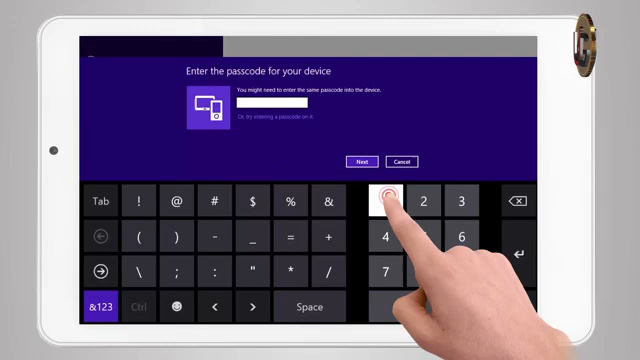 Enter the passcode for your device
You might need to enter the same passcode into the device.
Or, try entering a passcode on it.
Next Cancel
Tab ! @ # $ % & 2 3
( ) - _ = + 4 6
\ ; : " * / 7
&123 Ctrl < > Space